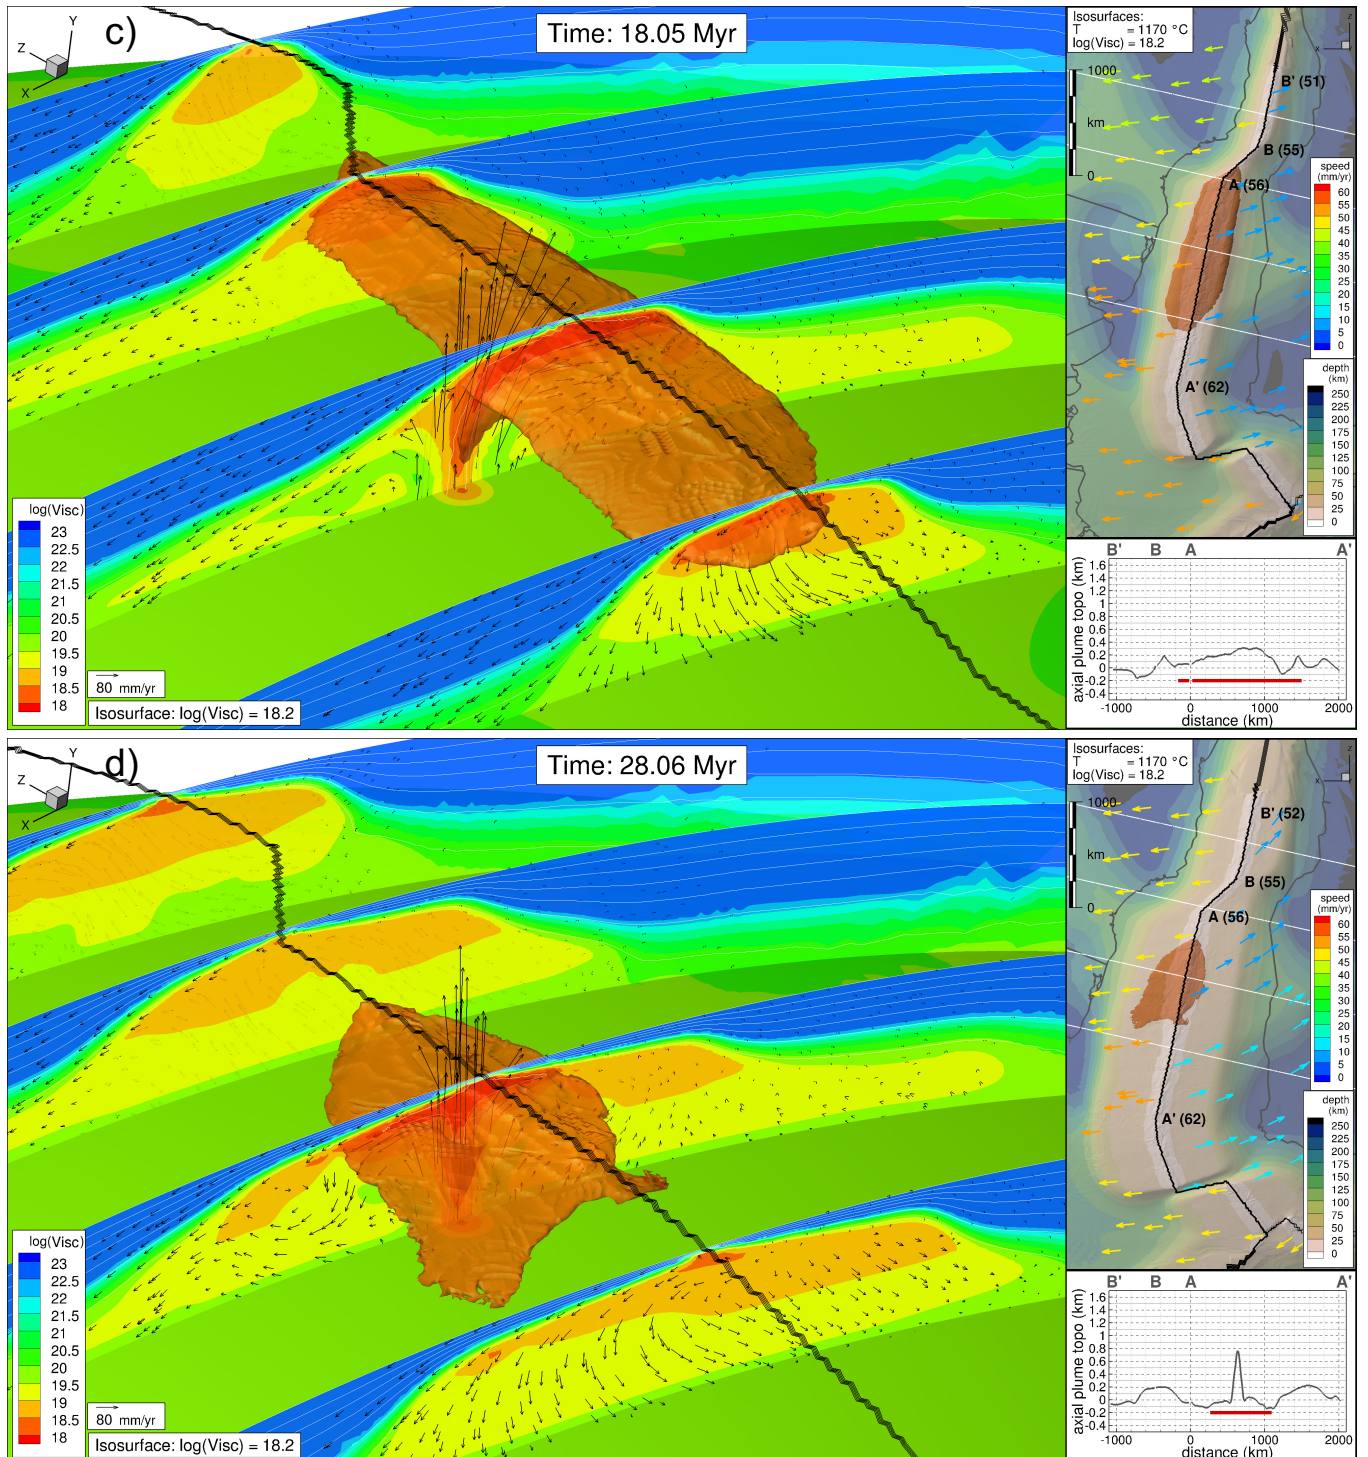 c)
Time: 18.05 Myr
Y
Z
X
log(Visc)
23
22.5
22
21.5
21
20.5
20
19.5
19
18.5
18
80 mm/yr
Isosurface: log(Visc) = 18.2
Isosurfaces:
T = 1170 °C
log(Visc) = 18.2
z
x
1000
km
0
B' (51)
B (55)
A (56)
A' (62)
speed
(mm/yr)
60
55
50
45
40
35
30
25
20
15
10
5
0
depth
(km)
250
225
200
175
150
125
100
75
50
25
0
B' B A A'
axial plume topo (km)
1.6
1.4
1.2
1
0.8
0.6
0.4
0.2
0
-0.2
-0.4
-1000 0 1000 2000
distance (km)
d)
Time: 28.06 Myr
Y
Z
X
log(Visc)
23
22.5
22
21.5
21
20.5
20
19.5
19
18.5
18
80 mm/yr
Isosurface: log(Visc) = 18.2
Isosurfaces:
T = 1170 °C
log(Visc) = 18.2
z
x
1000
km
0
B' (52)
B (55)
A (56)
A' (62)
speed
(mm/yr)
60
55
50
45
40
35
30
25
20
15
10
5
0
depth
(km)
250
225
200
175
150
125
100
75
50
25
0
B' B A A'
axial plume topo (km)
1.6
1.4
1.2
1
0.8
0.6
0.4
0.2
0
-0.2
-0.4
-1000 0 1000 2000
distance (km)